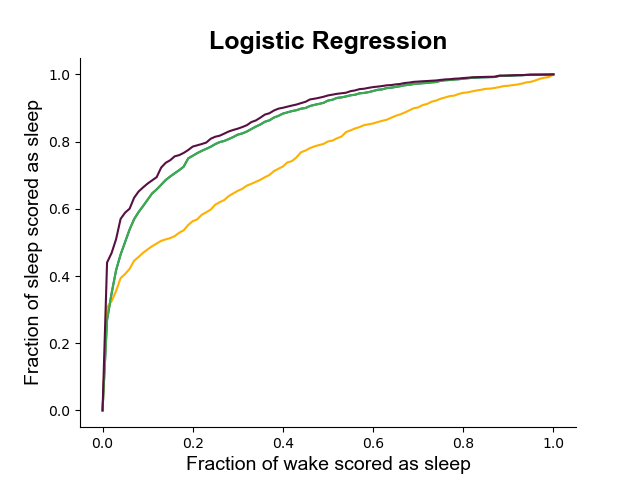 Logistic Regression
Fraction of sleep scored as sleep
1.0
0.8
0.6
0.4
0.2
0.0
0.0 0.2 0.4 0.6 0.8 1.0
Fraction of wake scored as sleep